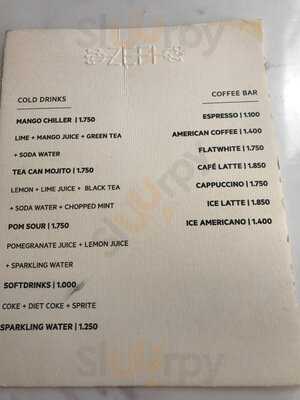 ZEFI
COLD DRINKS
MANGO CHILLER | 1.750
LIME + MANGO JUICE + GREEN TEA
+ SODA WATER
TEA CAN MOJITO | 1.750
LEMON + LIME JUICE + BLACK TEA
+ SODA WATER + CHOPPED MINT
POM SOUR | 1.750
POMEGRANATE JUICE + LEMON JUICE
+ SPARKLING WATER
SOFTDRINKS | 1.000
COKE + DIET COKE + SPRITE
SPARKLING WATER | 1.250
COFFEE BAR
ESPRESSO | 1.100
AMERICAN COFFEE | 1.400
FLATWHITE | 1.750
CAFÉ LATTE | 1.850
CAPPUCCINO | 1.750
ICE LATTE | 1.850
ICE AMERICANO | 1.400
sluurpy